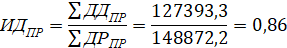 ИД_ПР = ∑ ДД_ПР / ∑ ДР_ПР = 127393,3 / 148872,2 = 0,86